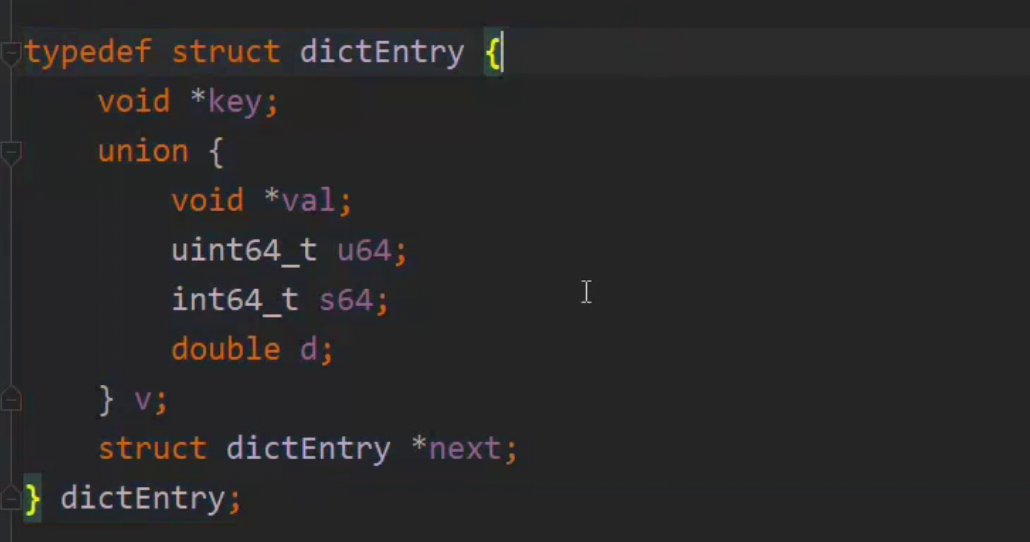 typedef struct dictEntry {
    void *key;
    union {
        void *val;
        uint64_t u64;
        int64_t s64;
        double d;
    } v;
    struct dictEntry *next;
} dictEntry;